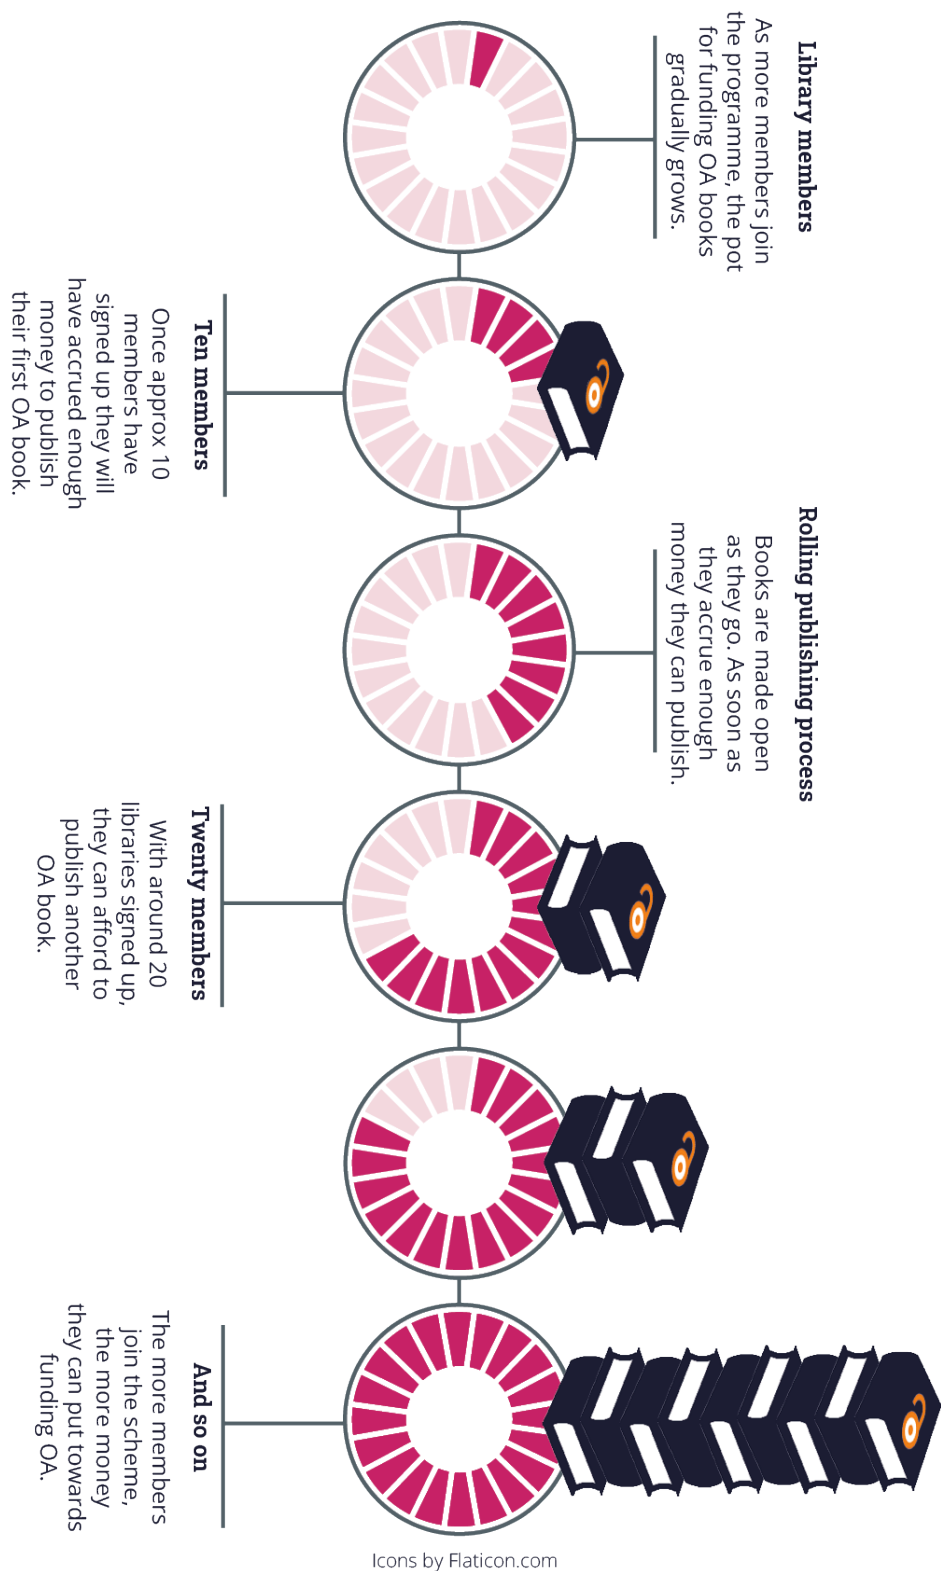 Library members
As more members join
the programme, the pot
for funding OA books
gradually grows.
Ten members
Once approx 10
members have
signed up they will
have accrued enough
money to publish
their first OA book.
Rolling publishing process
Books are made open
as they go. As soon as
they accrue enough
money they can publish.
Twenty members
With around 20
libraries signed up,
they can afford to
publish another
OA book.
And so on
The more members
join the scheme,
the more money
they can put towards
funding OA.
Icons by Flaticon.com